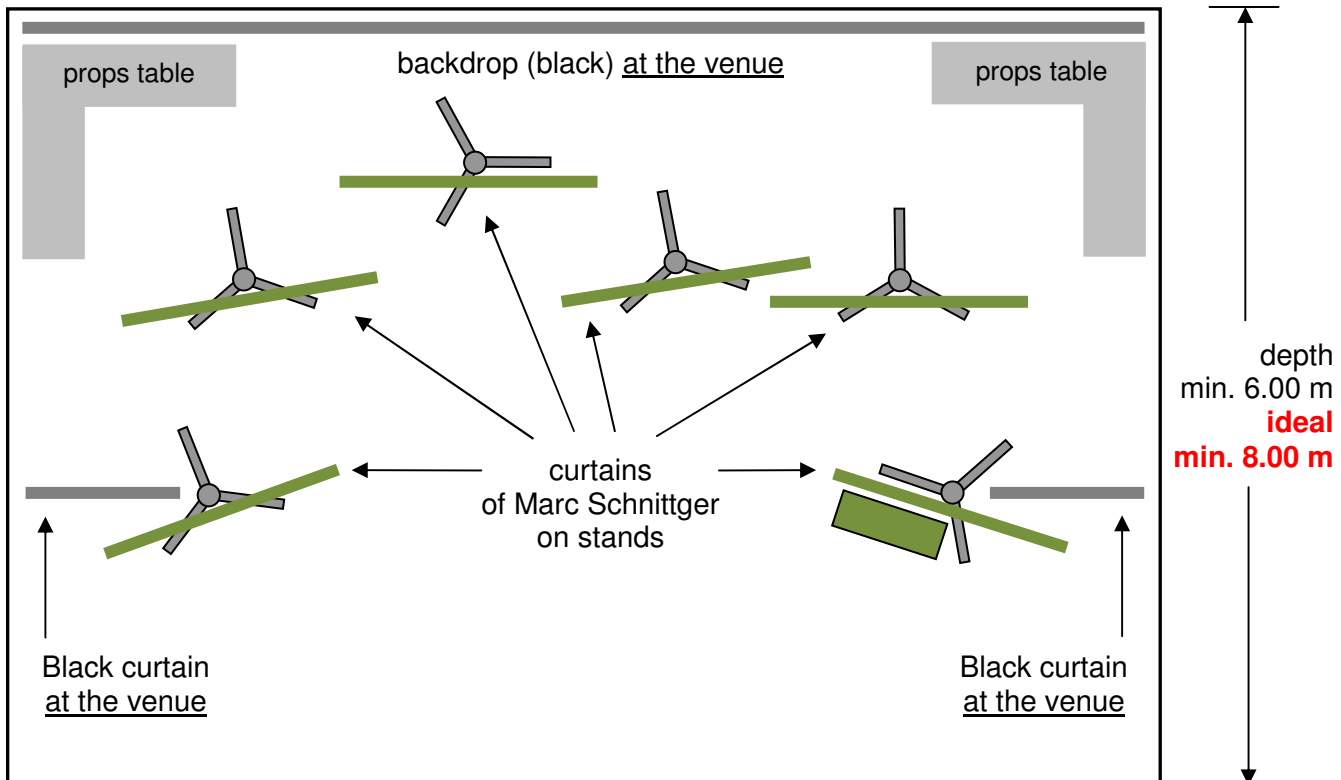 props table
backdrop (black) at the venue
props table
depth
min. 6.00 m
ideal
min. 8.00 m
curtains
of Marc Schnittger
on stands
Black curtain
at the venue
Black curtain
at the venue